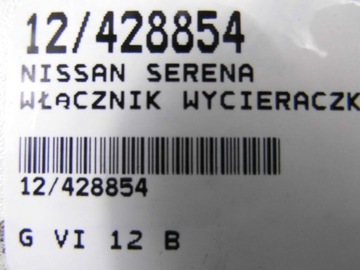 12/428854
NISSAN SERENA
WŁĄCZNIK WYCIERACZK
12/428854
G VI 12 B